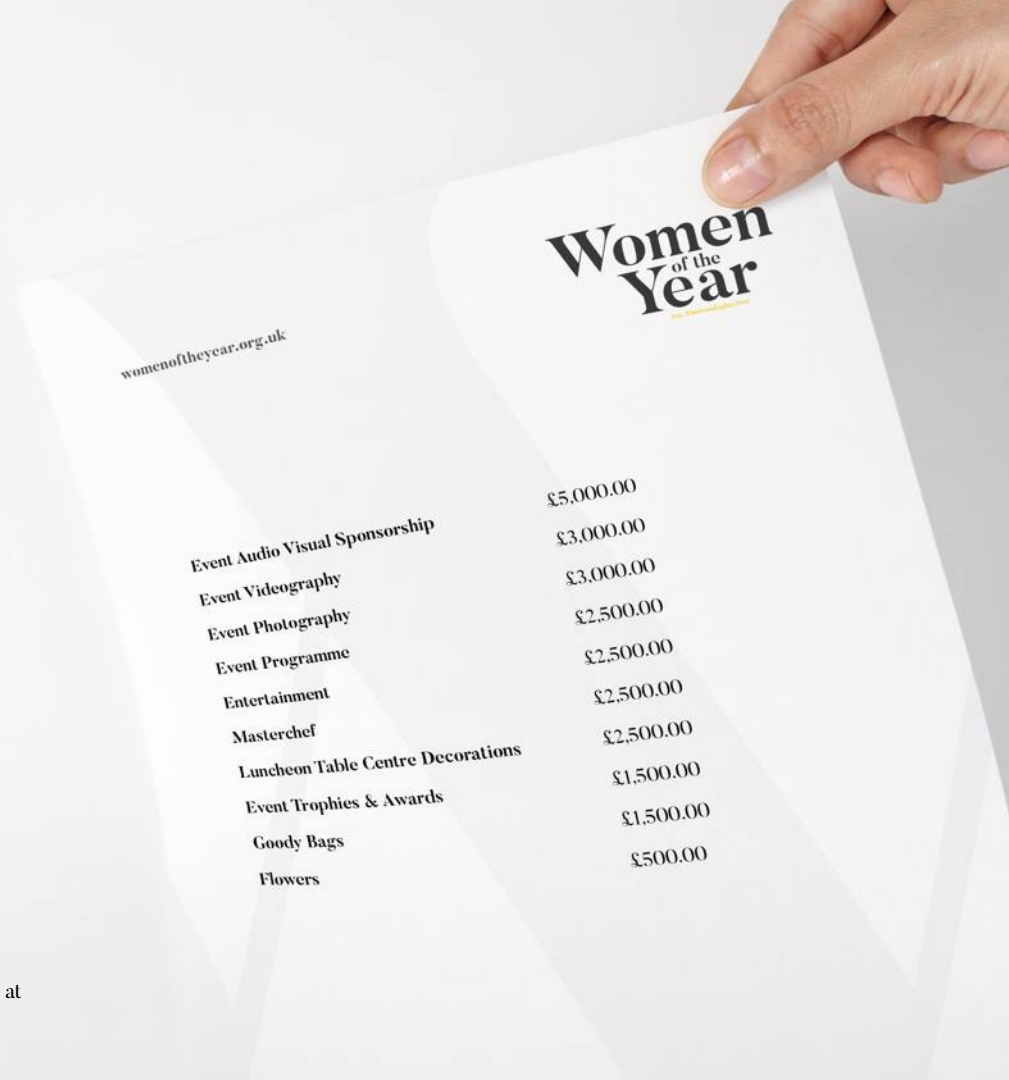 Women
of the
Year
womenoftheyear.org.uk
Event Audio Visual Sponsorship £5,000.00
Event Videography £3,000.00
Event Photography £3,000.00
Event Programme £2,500.00
Entertainment £2,500.00
Masterchef £2,500.00
Luncheon Table Centre Decorations £2,500.00
Event Trophies & Awards £1,500.00
Goody Bags £1,500.00
Flowers £500.00
at